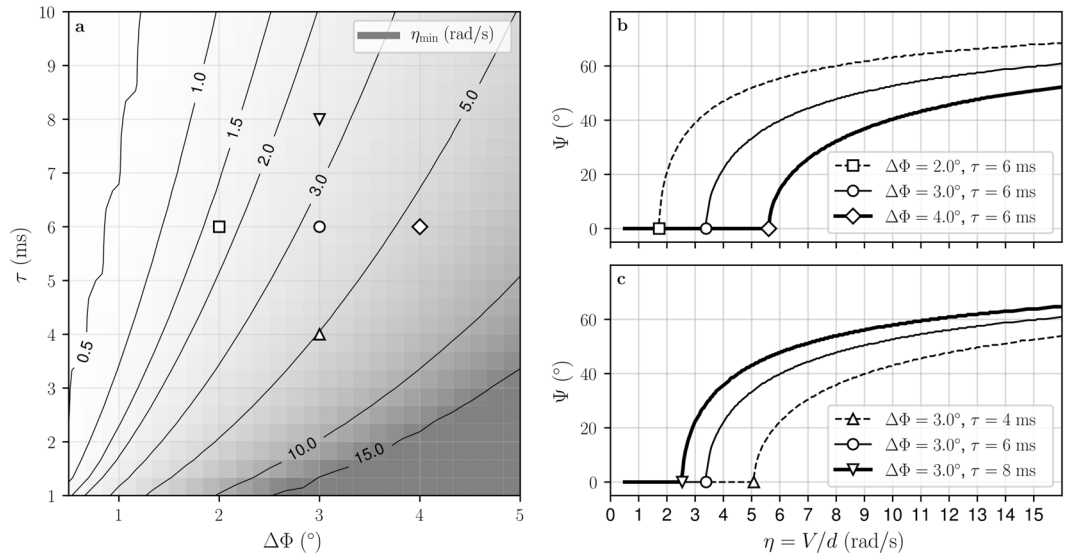 a
η_min (rad/s)
10
9
8
7
6
5
4
3
2
1
τ (ms)
0.5
1.0
1.5
2.0
3.0
5.0
10.0
15.0
1 2 3 4 5
ΔΦ (°)
b
60
40
20
0
Ψ (°)
ΔΦ = 2.0°, τ = 6 ms
ΔΦ = 3.0°, τ = 6 ms
ΔΦ = 4.0°, τ = 6 ms
c
60
40
20
0
Ψ (°)
ΔΦ = 3.0°, τ = 4 ms
ΔΦ = 3.0°, τ = 6 ms
ΔΦ = 3.0°, τ = 8 ms
0 1 2 3 4 5 6 7 8 9 10 11 12 13 14 15
η = V/d (rad/s)